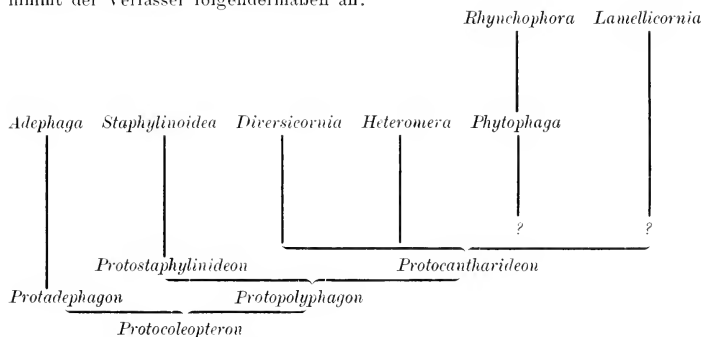 nimmt der Verfasser folgendermaßen an:
Rhynchophora Lamellicornia
Adephaga Staphylinoidea Diversicornia Heteromera Phytophaga
? ?
Protostaphylinideon Protocantharideon
Protadephagon Protopolyphagon
Protocoleopteron